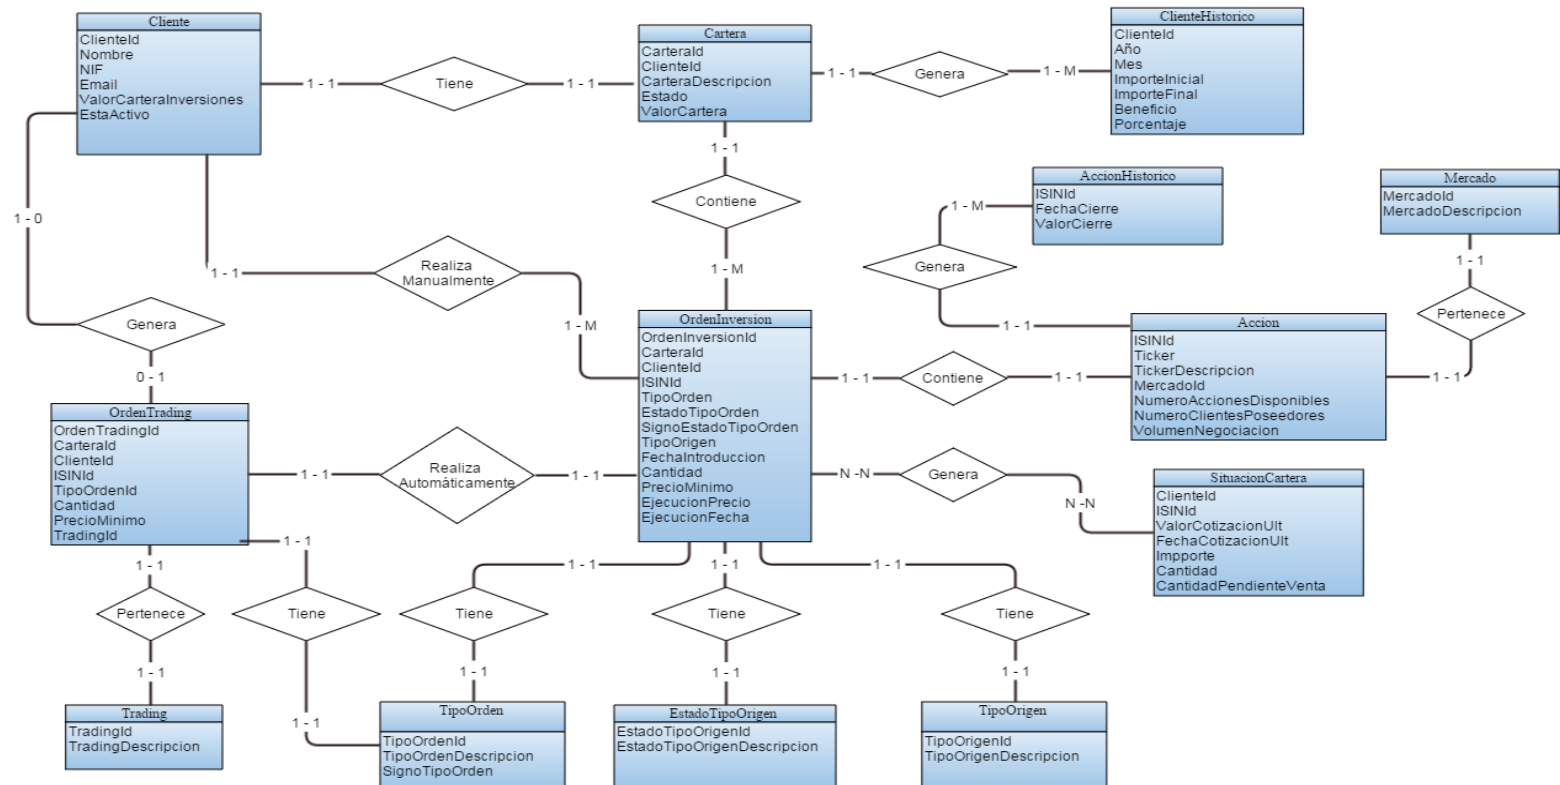 Cliente
ClienteId
Nombre
NIF
Email
ValorCarteraInversiones
EstaActivo
1 - 1
Tiene
1 - 1
Cartera
CarteraId
ClienteId
CarteraDescripcion
Estado
ValorCartera
1 - 1
Genera
1 - M
ClienteHistorico
ClienteId
Año
Mes
ImporteInicial
ImporteFinal
Beneficio
Porcentaje
1 - 1
Contiene
1 - M
AccionHistorico
ISINId
FechaCierre
ValorCierre
1 - M
Genera
1 - 1
Mercado
MercadoId
MercadoDescripcion
1 - 1
Pertenece
1 - 1
1 - 0
Genera
0 - 1
1 - 1
Realiza
Manualmente
1 - M
OrdenInversion
OrdenInversionId
CarteraId
ClienteId
ISINId
TipoOrden
EstadoTipoOrden
SignoEstadoTipoOrden
TipoOrigen
FechaIntroduccion
Cantidad
PrecioMinimo
EjecucionPrecio
EjecucionFecha
1 - 1
Contiene
1 - 1
Accion
ISINId
Ticker
TickerDescripcion
MercadoId
NumeroAccionesDisponibles
NumeroClientesPoseedores
VolumenNegociacion
OrdenTrading
OrdenTradingId
CarteraId
ClienteId
ISINId
TipoOrdenId
Cantidad
PrecioMinimo
TradingId
1 - 1
Realiza
Automáticamente
1 - 1
N -N
Genera
N -N
SituacionCartera
ClienteId
ISINId
ValorCotizacionUlt
FechaCotizacionUlt
Impporte
Cantidad
CantidadPendienteVenta
1 - 1
Pertenece
1 - 1
1 - 1
Tiene
1 - 1
1 - 1
Tiene
1 - 1
1 - 1
Tiene
1 - 1
1 - 1
Tiene
1 - 1
Trading
TradingId
TradingDescripcion
TipoOrden
TipoOrdenId
TipoOrdenDescripcion
SignoTipoOrden
EstadoTipoOrigen
EstadoTipoOrigenId
EstadoTipoOrigenDescripcion
TipoOrigen
TipoOrigenId
TipoOrigenDescripcion